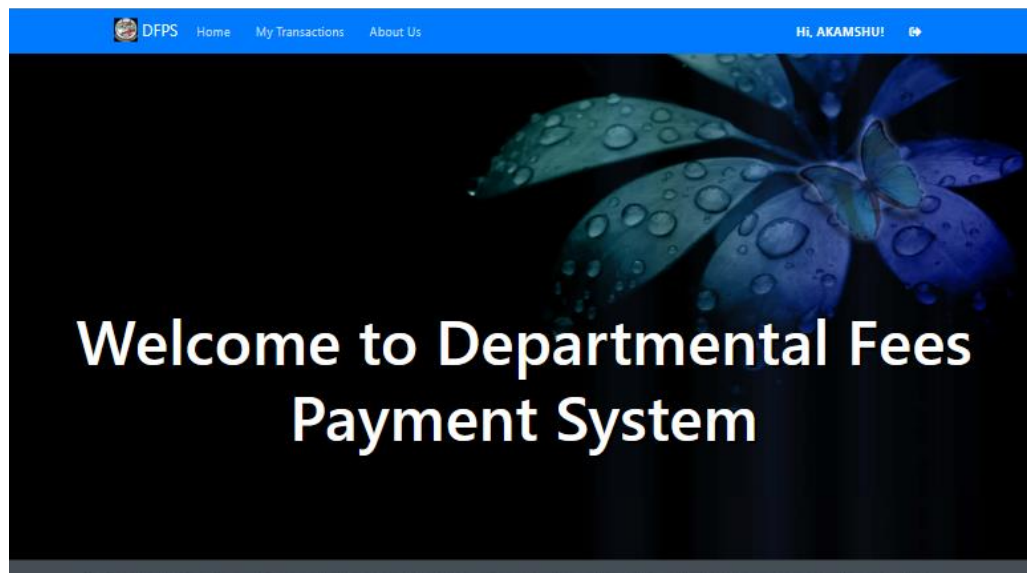 DFPS Home My Transactions About Us Hi, AKAMSHU!
Welcome to Departmental Fees
Payment System